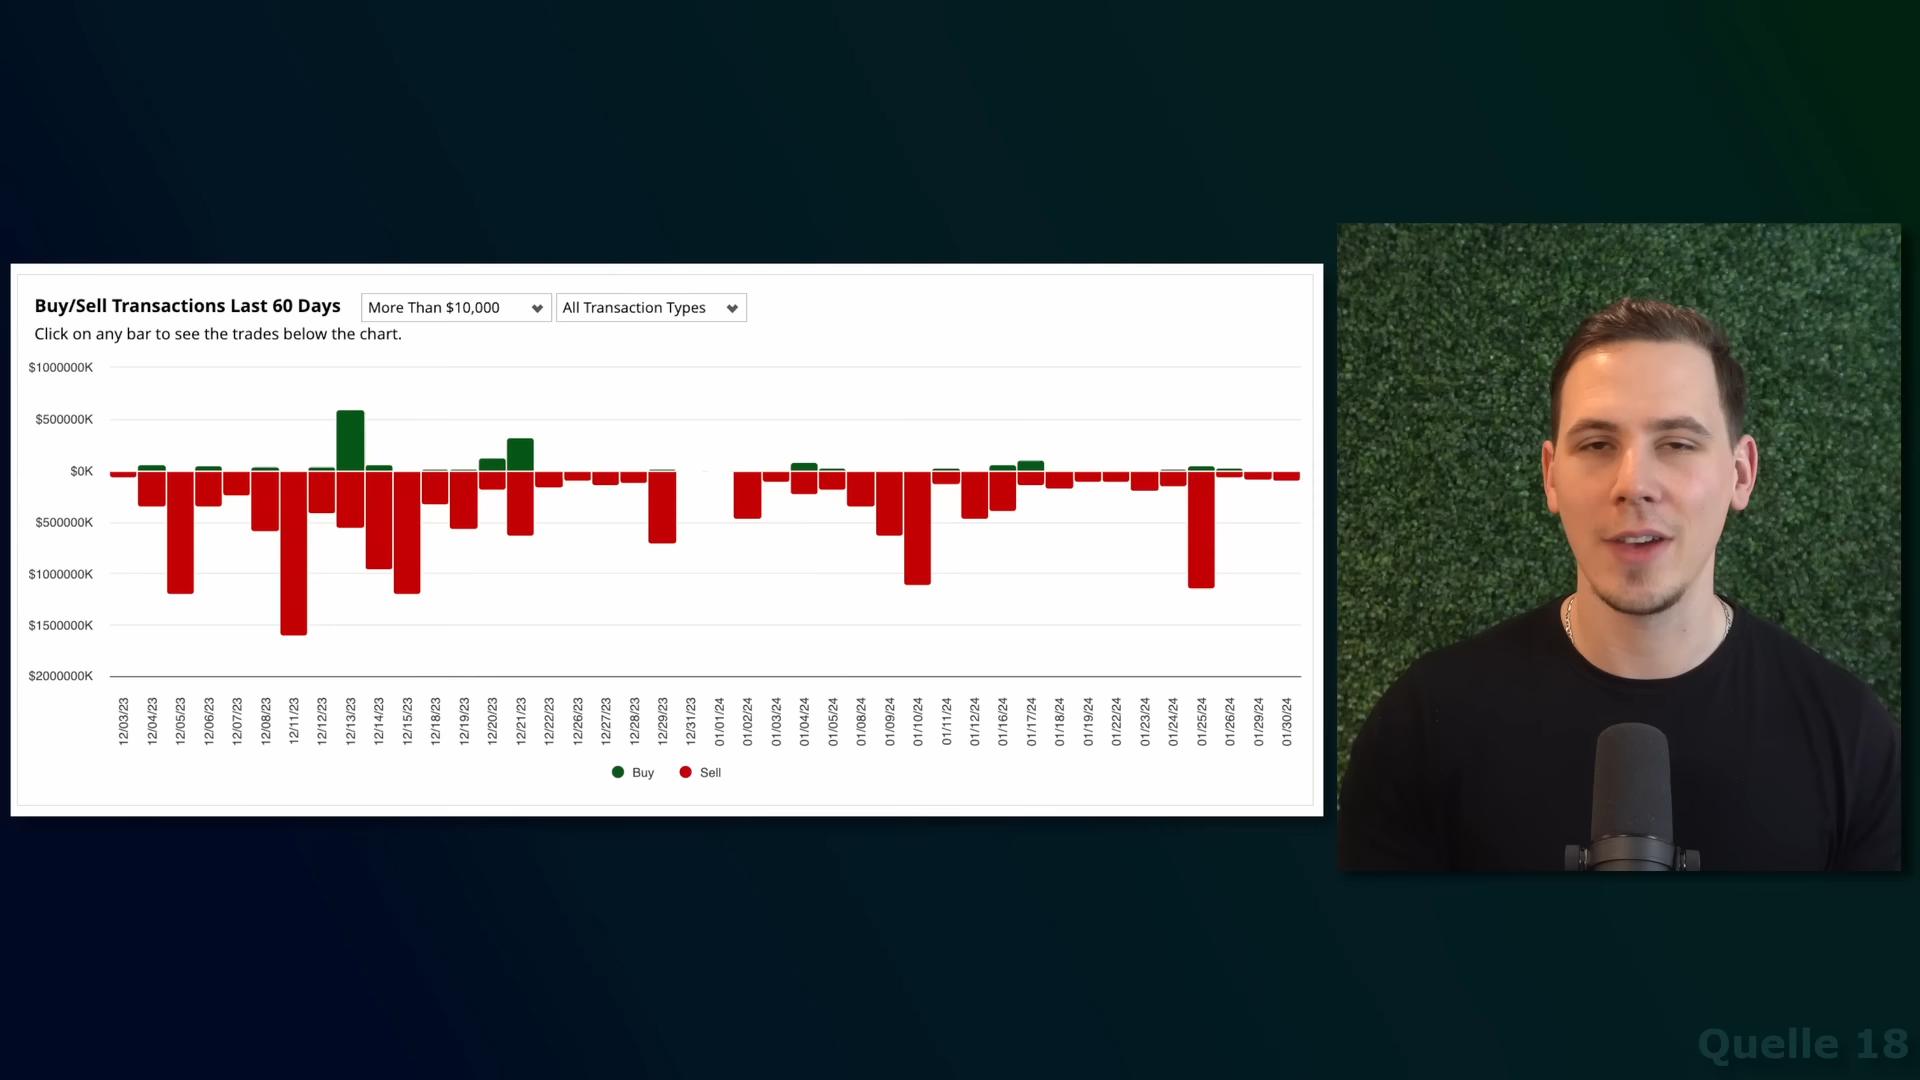 Buy/Sell Transactions Last 60 Days More Than $10,000 All Transaction Types
Click on any bar to see the trades below the chart.
$1000000K
$500000K
$0K
$500000K
$1000000K
$1500000K
$2000000K
12/03/23 12/04/23 12/05/23 12/06/23 12/07/23 12/08/23 12/11/23 12/12/23 12/13/23 12/14/23 12/15/23 12/18/23 12/19/23 12/20/23 12/21/23 12/22/23 12/26/23 12/27/23 12/28/23 12/29/23 12/31/23 01/01/24 01/02/24 01/03/24 01/04/24 01/05/24 01/08/24 01/09/24 01/10/24 01/11/24 01/12/24 01/16/24 01/17/24 01/18/24 01/19/24 01/22/24 01/23/24 01/24/24 01/25/24 01/26/24 01/29/24 01/30/24
Buy Sell
Quelle 18